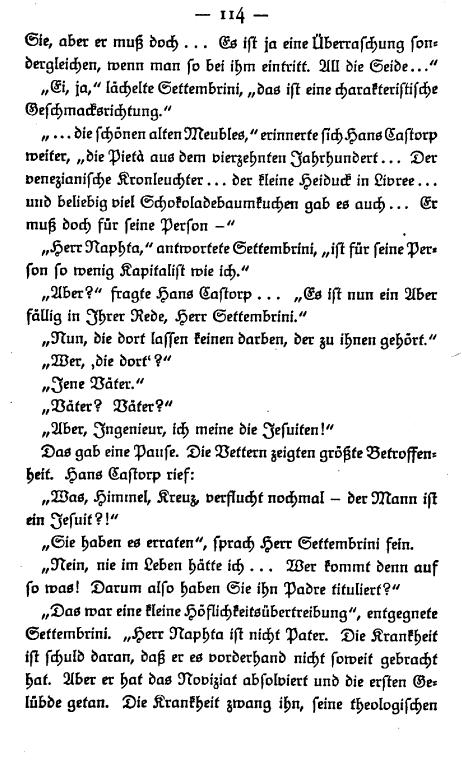 — 114 —
Sie, aber er muß doch ... Es ist ja eine Überraschung son-
dergleichen, wenn man so bei ihm eintritt. All die Seide ...“
„Ei, ja,“ lächelte Settembrini, „das ist eine charakteristische
Geschmacksrichtung.“
„... die schönen alten Meubles,“ erinnerte sich Hans Castorp
weiter, „die Pietà aus dem vierzehnten Jahrhundert ... Der
venezianische Kronleuchter ... der kleine Heiduck in Livree ...
und beliebig viel Schokoladebaumkuchen gab es auch ... Er
muß doch für seine Person –“
„Herr Naphta,“ antwortete Settembrini, „ist für seine Per-
son so wenig Kapitalist wie ich.“
„Aber?“ fragte Hans Castorp ... „Es ist nun ein Aber
fällig in Ihrer Rede, Herr Settembrini.“
„Nun, die dort lassen keinen darben, der zu ihnen gehört.“
„Wer, ‚die dort‘?“
„Jene Väter.“
„Väter? Väter?“
„Aber, Ingenieur, ich meine die Jesuiten!“
Das gab eine Pause. Die Vettern zeigten größte Betroffen-
heit. Hans Castorp rief:
„Was, Himmel, Kreuz, verflucht nochmal – der Mann ist
ein Jesuit?!“
„Sie haben es erraten“, sprach Herr Settembrini fein.
„Nein, nie im Leben hätte ich ... Wer kommt denn auf
so was! Darum also haben Sie ihn Padre tituliert?“
„Das war eine kleine Höflichkeitsübertreibung“, entgegnete
Settembrini. „Herr Naphta ist nicht Pater. Die Krankheit
ist schuld daran, daß er es vorderhand nicht soweit gebracht
hat. Aber er hat das Noviziat absolviert und die ersten Ge-
lübde getan. Die Krankheit zwang ihn, seine theologischen